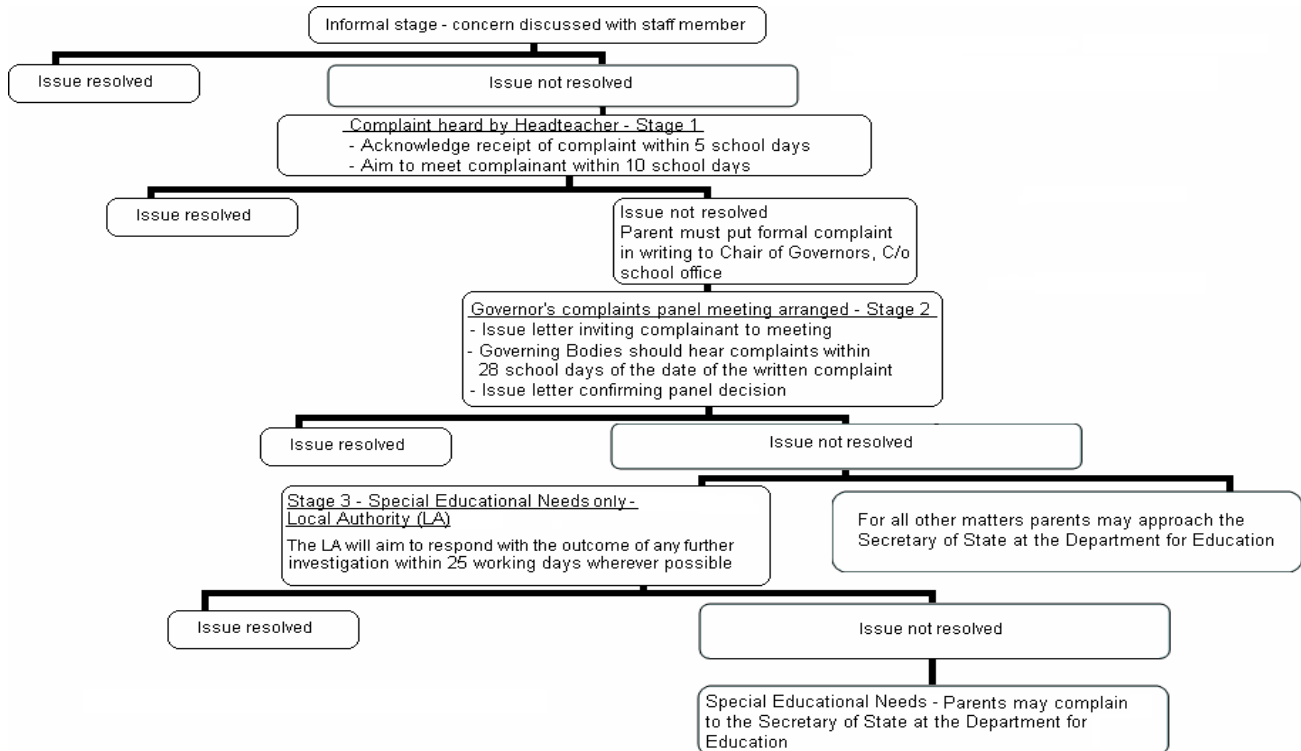 Informal stage - concern discussed with staff member
Issue resolved
Issue not resolved
Complaint heard by Headteacher - Stage 1
- Acknowledge receipt of complaint within 5 school days
- Aim to meet complainant within 10 school days
Issue resolved
Issue not resolved
Parent must put formal complaint
in writing to Chair of Governors, C/o
school office
Governor's complaints panel meeting arranged - Stage 2
- Issue letter inviting complainant to meeting
- Governing Bodies should hear complaints within
28 school days of the date of the written complaint
- Issue letter confirming panel decision
Issue resolved
Issue not resolved
Stage 3 - Special Educational Needs only -
Local Authority (LA)
The LA will aim to respond with the outcome of any further
investigation within 25 working days wherever possible
For all other matters parents may approach the
Secretary of State at the Department for Education
Issue resolved
Issue not resolved
Special Educational Needs - Parents may complain
to the Secretary of State at the Department for
Education